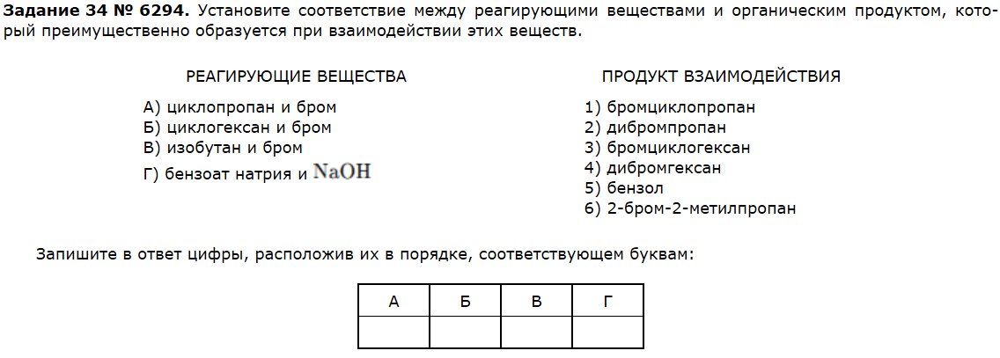 Задание 34 № 6294. Установите соответствие между реагирующими веществами и органическим продуктом, кото-
рый преимущественно образуется при взаимодействии этих веществ.
РЕАГИРУЮЩИЕ ВЕЩЕСТВА
А) циклопропан и бром
Б) циклогексан и бром
В) изобутан и бром
Г) бензоат натрия и NaOH
ПРОДУКТ ВЗАИМОДЕЙСТВИЯ
1) бромциклопропан
2) дибромпропан
3) бромциклогексан
4) дибромгексан
5) бензол
6) 2-бром-2-метилпропан
Запишите в ответ цифры, расположив их в порядке, соответствующем буквам:
А Б В Г